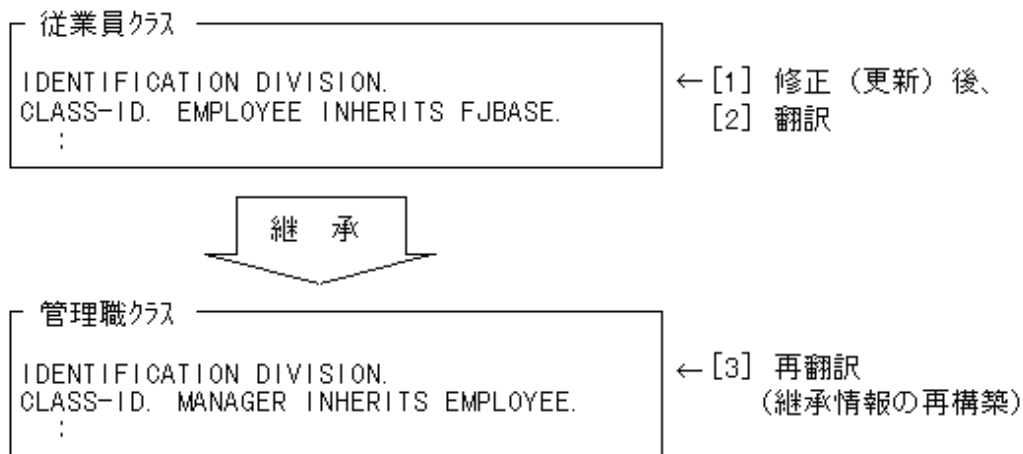 従業員クラス
IDENTIFICATION DIVISION.
CLASS-ID. EMPLOYEE INHERITS FJBASE.
:
←[1] 修正(更新)後、
[2] 翻訳
継 承
管理職クラス
IDENTIFICATION DIVISION.
CLASS-ID. MANAGER INHERITS EMPLOYEE.
:
←[3] 再翻訳
(継承情報の再構築)